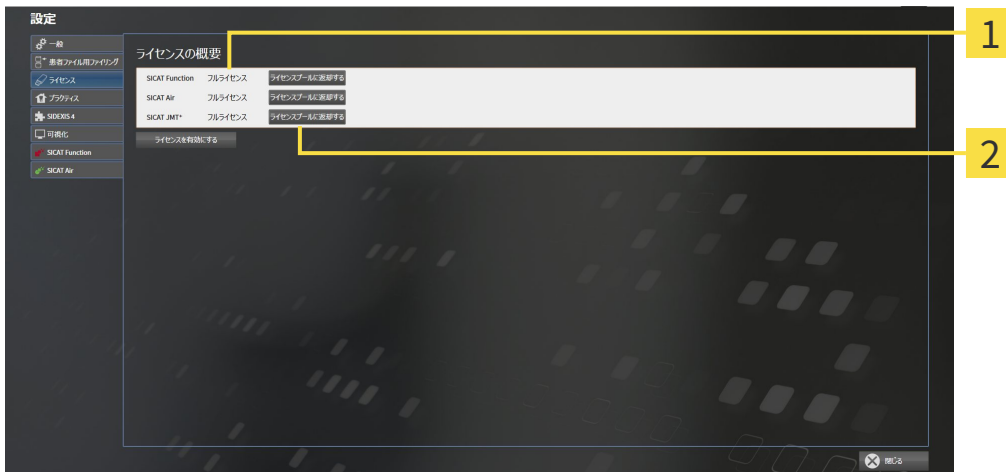 設定
一般
患者ファイル用ファイリング
ライセンス
プラクティス
SIDEXIS 4
可視化
SICAT Function
SICAT Air
ライセンスの概要
SICAT Function フルライセンス ライセンスプールに返却する
SICAT Air フルライセンス ライセンスプールに返却する
SICAT JMT⁺ フルライセンス ライセンスプールに返却する
ライセンスを有効にする
閉じる
1
2